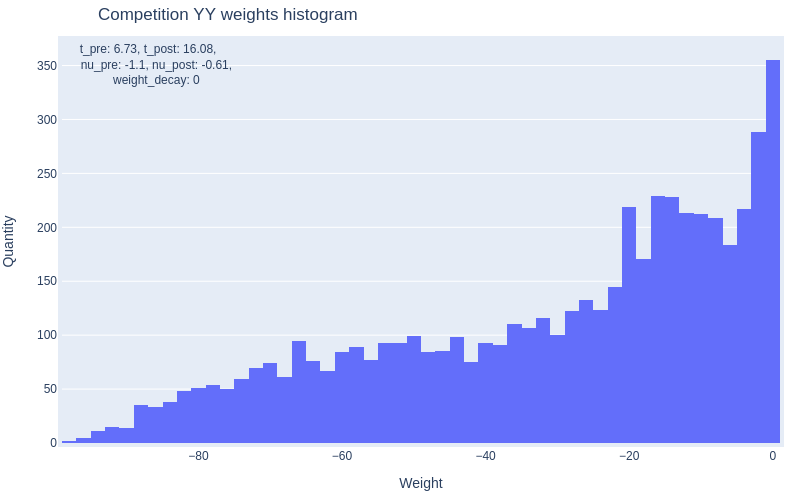 Competition YY weights histogram
t_pre: 6.73, t_post: 16.08,
nu_pre: -1.1, nu_post: -0.61,
weight_decay: 0
350
300
250
200
150
100
50
0
Quantity
−80 −60 −40 −20 0
Weight